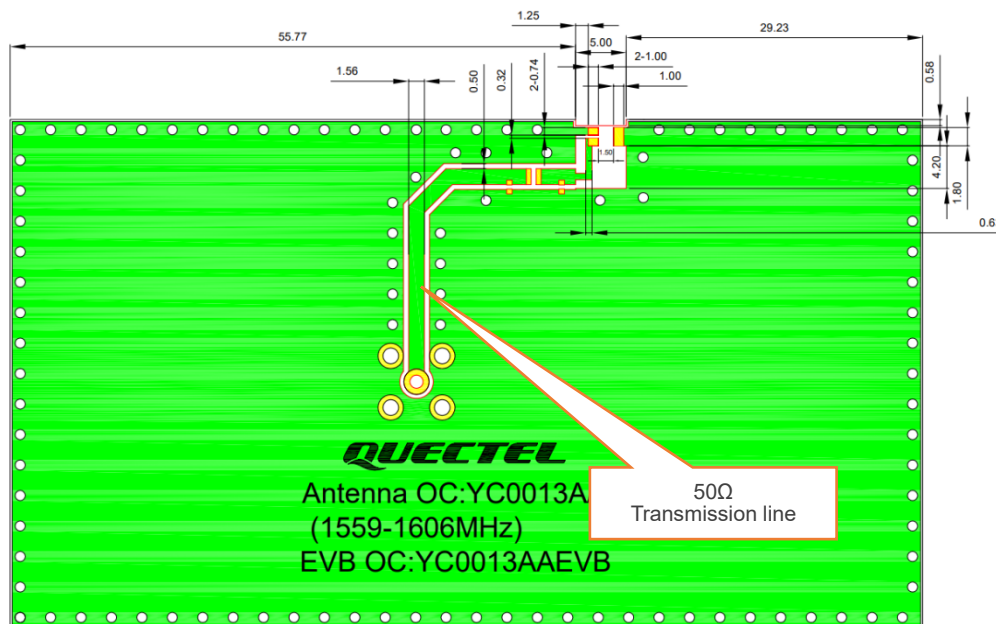 1.25
55.77
29.23
5.00
1.56
0.50
0.32
2-0.74
2-1.00
1.00
0.58
1.50
4.20
1.80
QUECTEL
Antenna OC:YC0013A
(1559-1606MHz)
EVB OC:YC0013AAEVB
50Ω
Transmission line